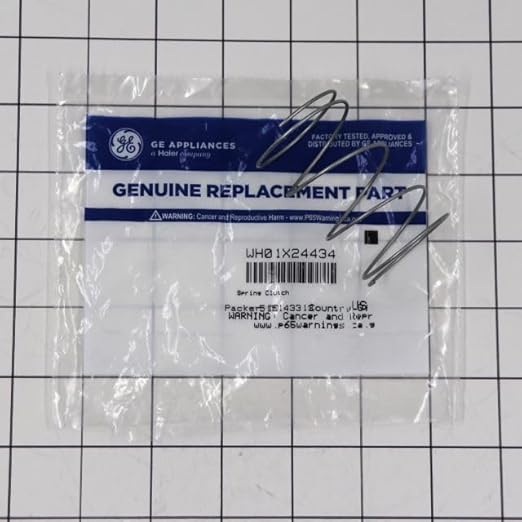 GE APPLIANCES
a Haier company
FACTORY TESTED, APPROVED &
DISTRIBUTED BY GE APPLIANCES
GENUINE REPLACEMENT PART
WARNING: Cancer and Reproductive Harm - www.P65Warnings.ca.gov
WH01X24434
Spring Clutch
US
WARNING: Cancer and Repr
www.p65warnings.ca.g